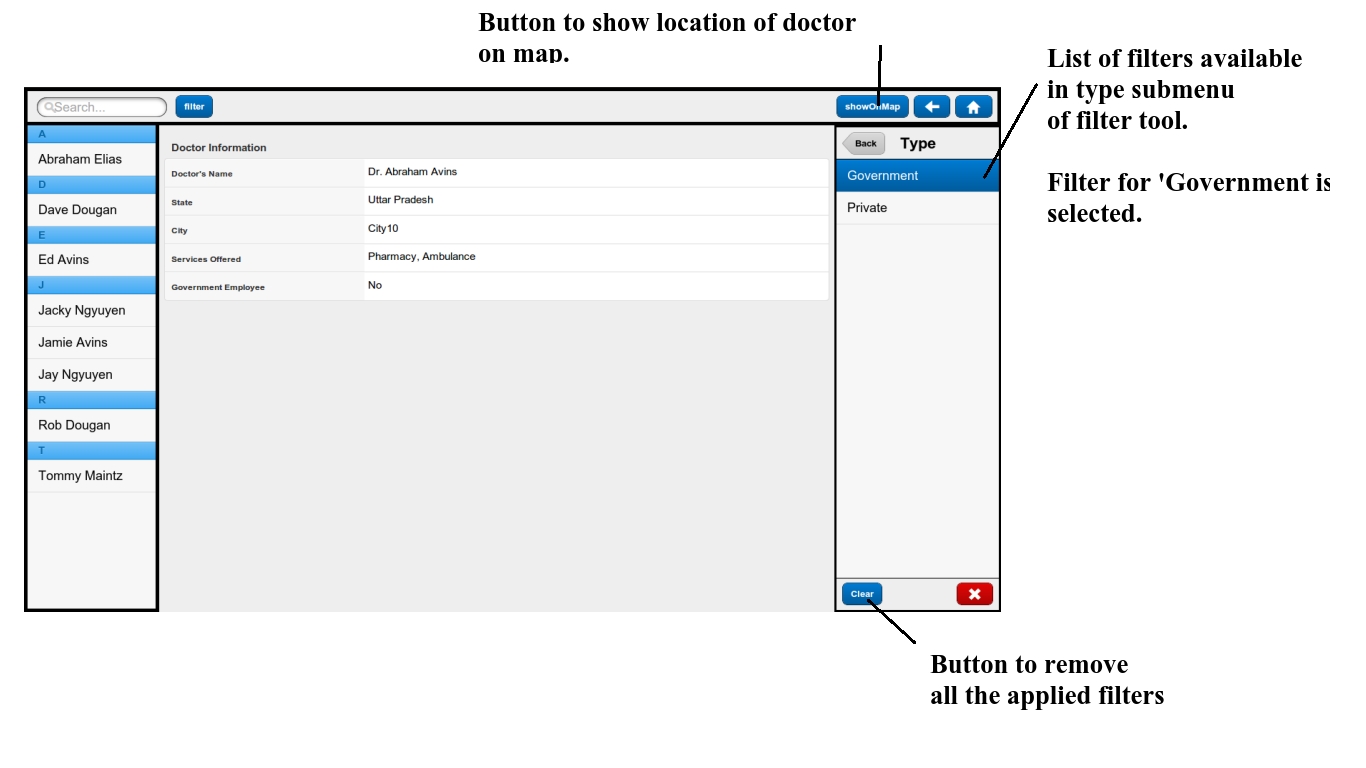 Button to show location of doctor
on map.
List of filters available
in type submenu
of filter tool.
Filter for 'Government is
selected.
Search...
filter
showOnMap
A
Abraham Elias
D
Dave Dougan
E
Ed Avins
J
Jacky Ngyuyen
Jamie Avins
Jay Ngyuyen
R
Rob Dougan
T
Tommy Maintz
Doctor Information
Doctor's Name Dr. Abraham Avins
State Uttar Pradesh
City City10
Services Offered Pharmacy, Ambulance
Government Employee No
Back Type
Government
Private
Clear
Button to remove
all the applied filters